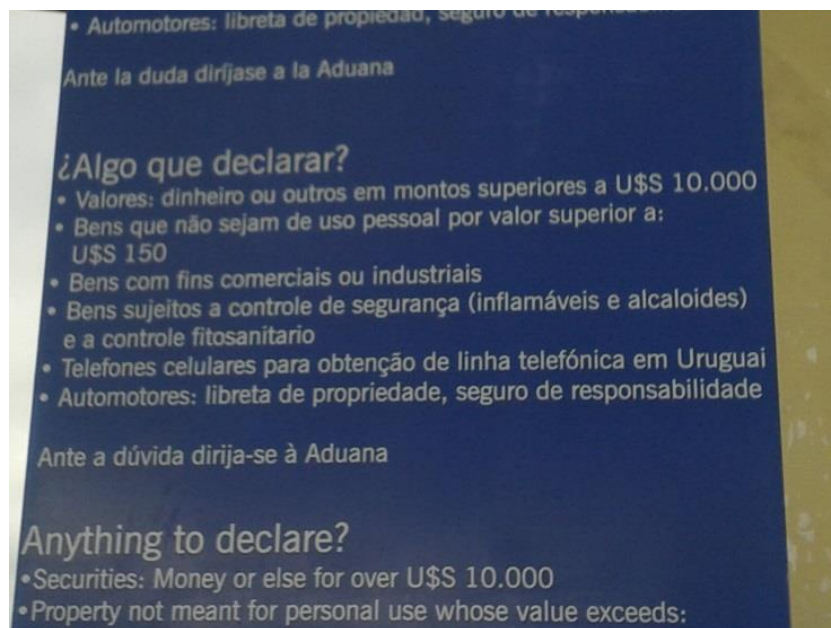 • Automotores: libreta de propiedad, seguro de
Ante la duda diríjase a la Aduana
¿Algo que declarar?
• Valores: dinheiro ou outros em montos superiores a U$S 10.000
• Bens que não sejam de uso pessoal por valor superior a:
U$S 150
• Bens com fins comerciais ou industriais
• Bens sujeitos a controle de segurança (inflamáveis e alcaloides)
e a controle fitosanitario
• Telefones celulares para obtenção de linha telefónica em Uruguai
• Automotores: libreta de propriedade, seguro de responsabilidade
Ante a dúvida dirija-se à Aduana
Anything to declare?
•Securities: Money or else for over U$S 10.000
•Property not meant for personal use whose value exceeds: